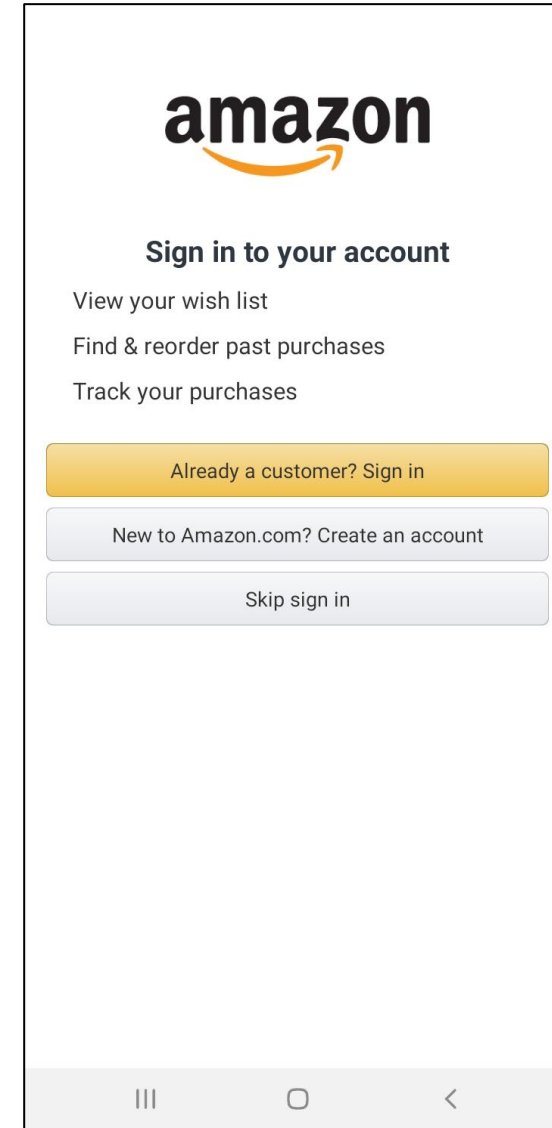 amazon
Sign in to your account
View your wish list
Find & reorder past purchases
Track your purchases
Already a customer? Sign in
New to Amazon.com? Create an account
Skip sign in